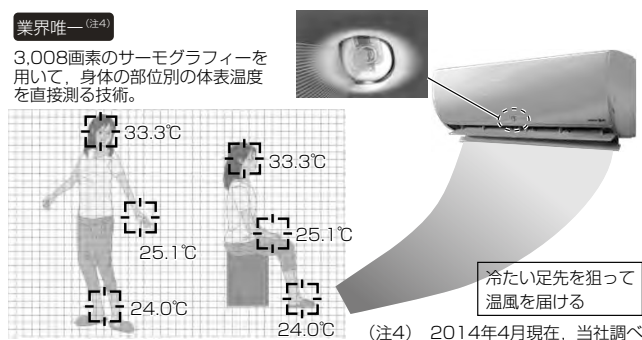 業界唯一(注4)
3,008画素のサーモグラフィーを
用いて，身体の部位別の体表温度
を直接測る技術。
33.3℃
33.3℃
25.1℃
25.1℃
24.0℃
24.0℃
冷たい足先を狙って
温風を届ける
(注4) 2014年4月現在，当社調べ